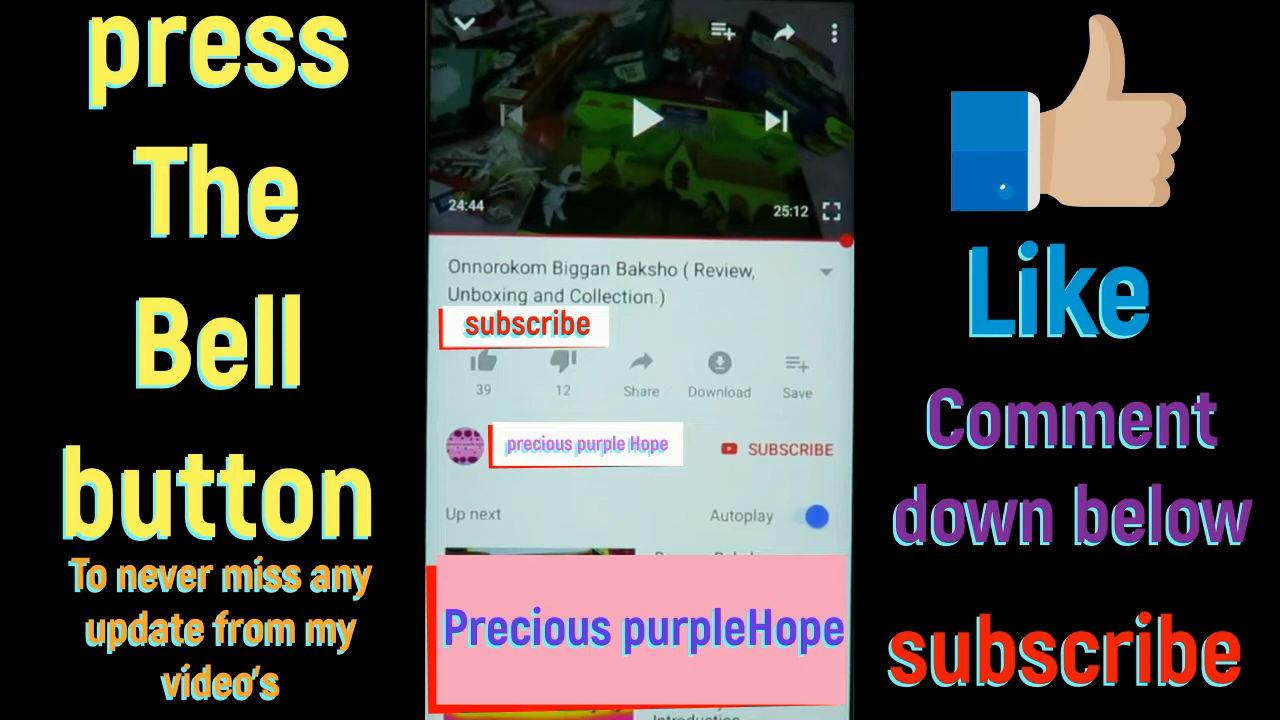 press
The
Bell
button
To never miss any
update from my
video's
24:44
25:12
Onnorokom Biggan Baksho ( Review,
Unboxing and Collection.)
subscribe
39
12
Share
Download
Save
precious purple Hope
SUBSCRIBE
Up next
Autoplay
Precious purpleHope
Introduction
Like
Comment
down below
subscribe